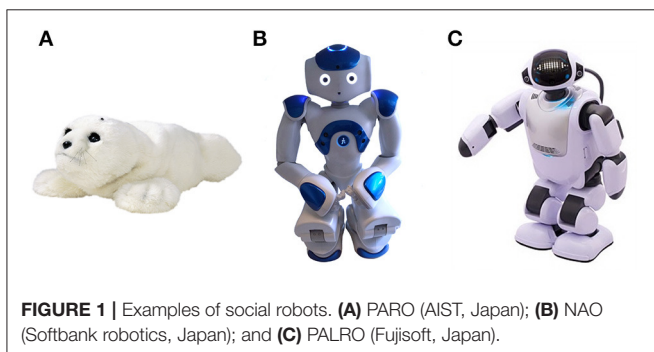 A
B
C
FIGURE 1 | Examples of social robots. (A) PARO (AIST, Japan); (B) NAO
(Softbank robotics, Japan); and (C) PALRO (Fujisoft, Japan).